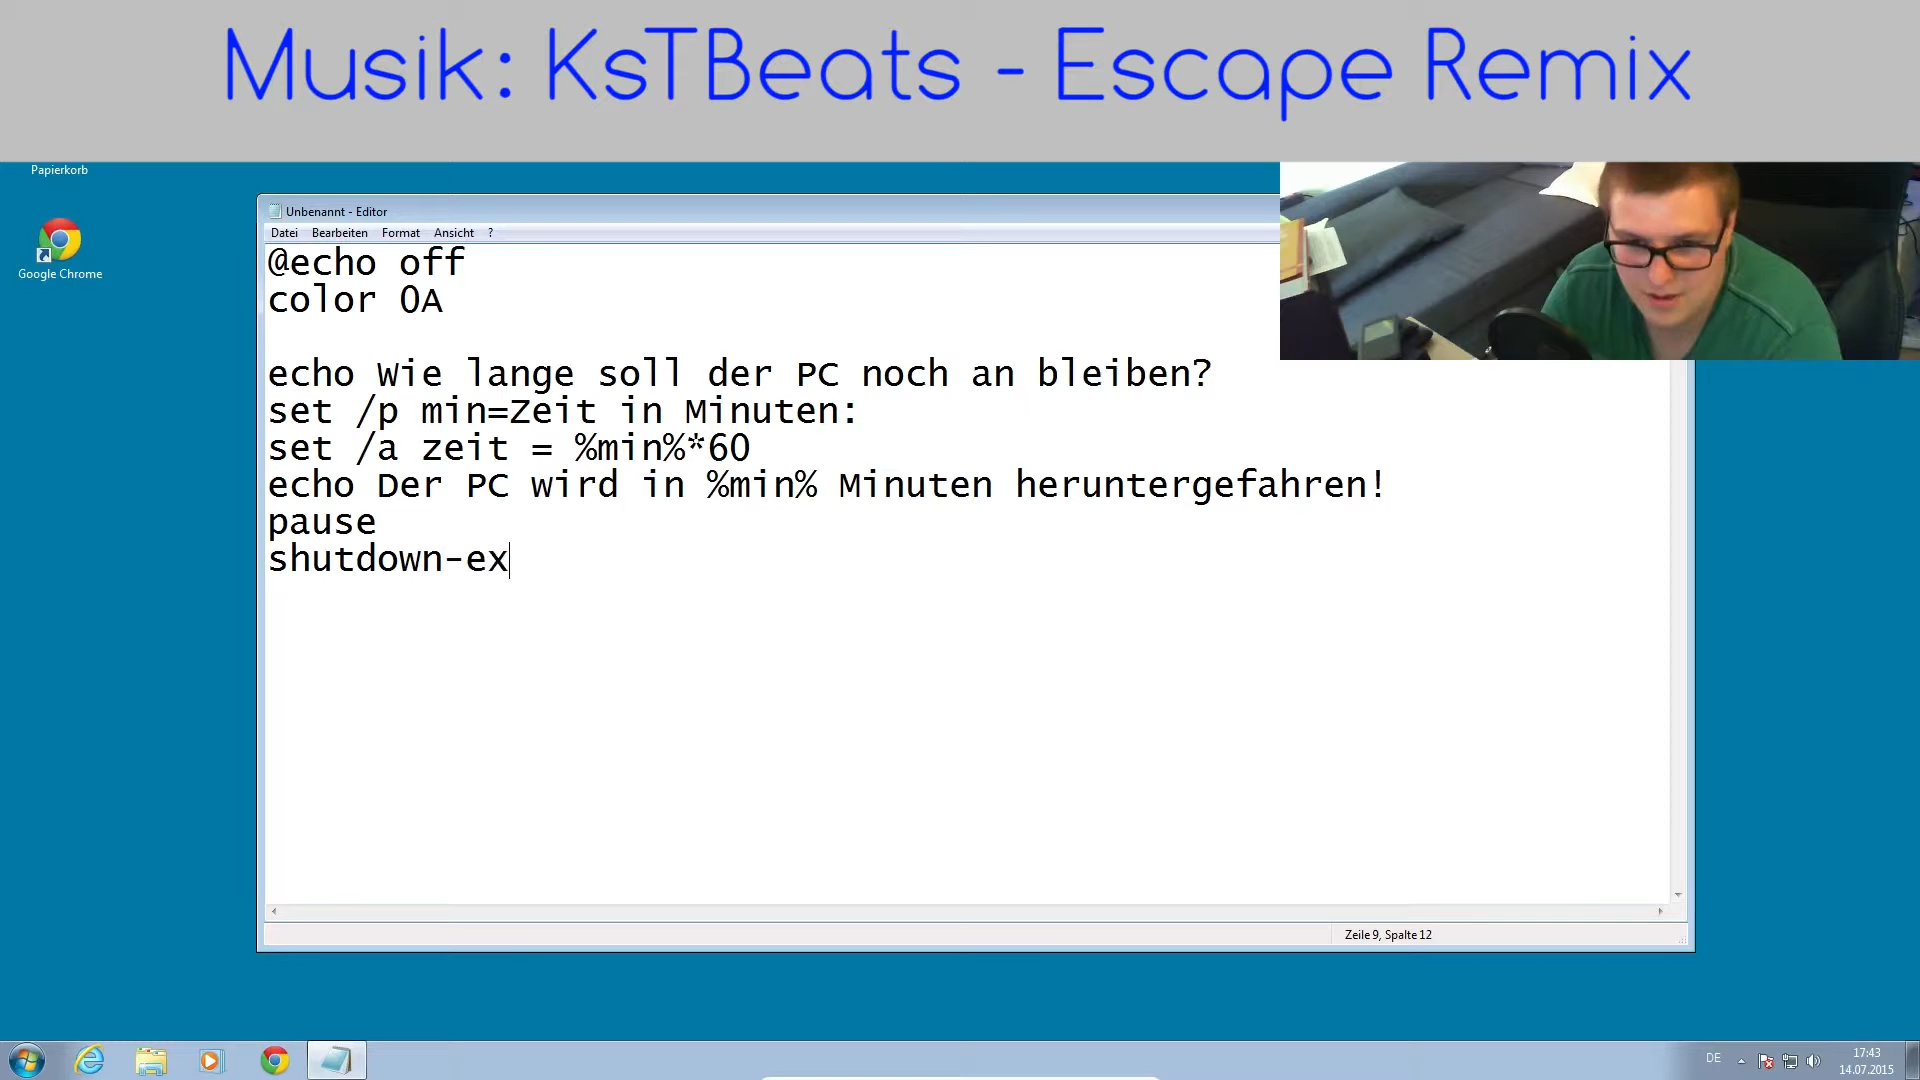 Musik: KsTBeats - Escape Remix
Papierkorb
Google Chrome
Unbenannt - Editor
Datei Bearbeiten Format Ansicht ?
@echo off
color 0A
echo Wie lange soll der PC noch an bleiben?
set /p min=Zeit in Minuten:
set /a zeit = %min%*60
echo Der PC wird in %min% Minuten heruntergefahren!
pause
shutdown-ex
Zeile 9, Spalte 12
DE
17:43
14.07.2015